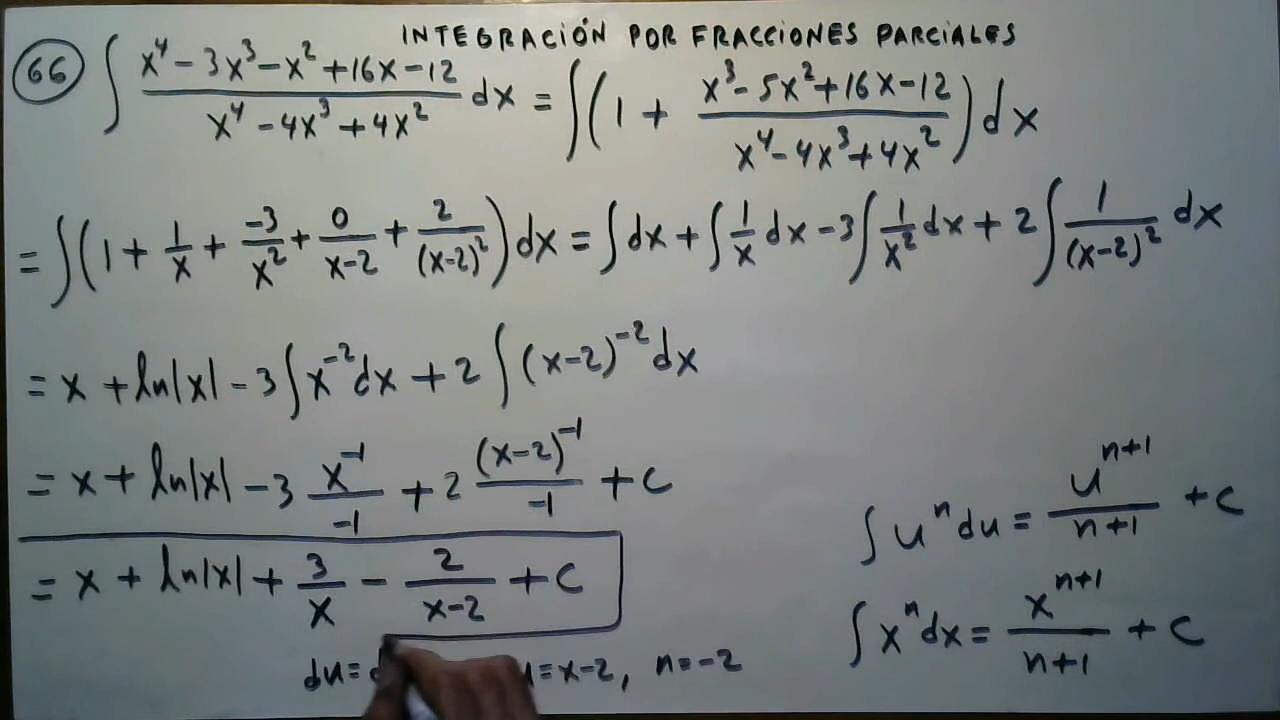 INTEGRACIÓN POR FRACCIONES PARCIALES
66 ∫ (x⁴ - 3x³ - x² + 16x - 12)/(x⁴ - 4x³ + 4x²) dx = ∫(1 + (x³ - 5x² + 16x - 12)/(x⁴ - 4x³ + 4x²)) dx
= ∫(1 + 1/x + -3/x² + 0/(x-2) + 2/(x-2)²) dx = ∫dx + ∫ 1/x dx - 3∫ 1/x² dx + 2∫ 1/(x-2)² dx
= x + ln|x| - 3∫x⁻² dx + 2∫(x-2)⁻² dx
= x + ln|x| - 3 x⁻¹/-1 + 2 (x-2)⁻¹/-1 + C
= x + ln|x| + 3/x - 2/(x-2) + C
du = u = x-2, n = -2
∫uⁿ du = uⁿ⁺¹/(n+1) + C
∫xⁿ dx = xⁿ⁺¹/(n+1) + C